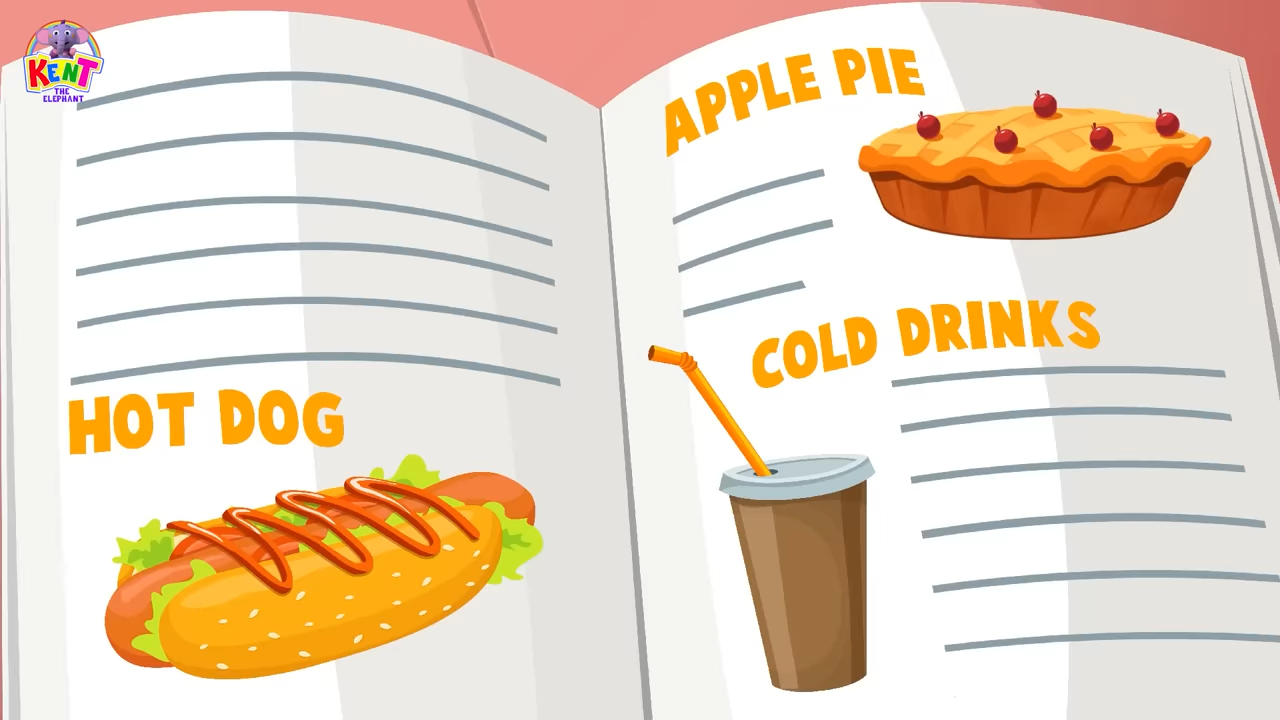 KENT
THE
ELEPHANT
HOT DOG
APPLE PIE
COLD DRINKS